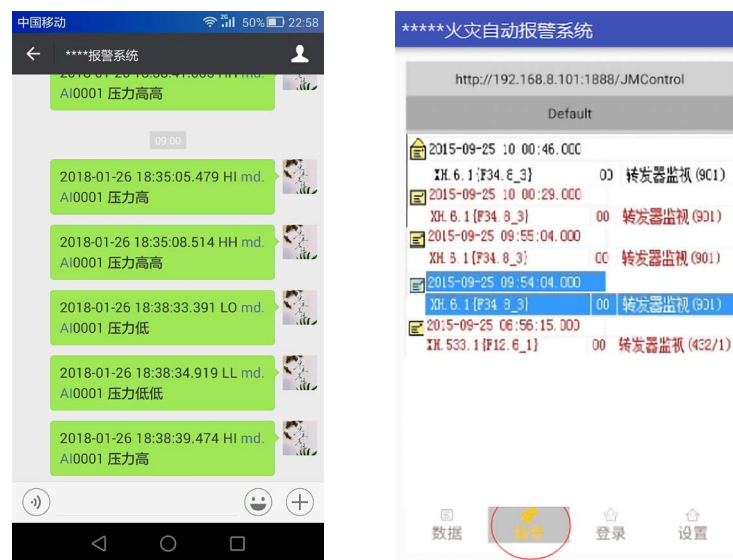 中国移动 2G 50% 22:58
****报警系统
AI0001 压力高高
09:00
2018-01-26 18:35:05.479 HI md.
AI0001 压力高
2018-01-26 18:35:08.514 HH md.
AI0001 压力高高
2018-01-26 18:38:33.391 LO md.
AI0001 压力低
2018-01-26 18:38:34.919 LL md.
AI0001 压力低低
2018-01-26 18:38:39.474 HI md.
AI0001 压力高
*****火灾自动报警系统
http://192.168.8.101:1888/JMControl
Default
2015-09-25 10 00:46.000
XH.6.1{F34.8_3} 00 转发器监视(901)
2015-09-25 10 00:29.000
XH.6.1{F34.8_3} 00 转发器监视(901)
2015-09-25 09:55:04.000
XH.6.1{F34.8_3} 00 转发器监视(901)
2015-09-25 09:54:04.000
XH.6.1{F34.8_3} 00 转发器监视(901)
2015-09-25 06:56:15.000
XH.533.1{F12.6_1} 00 转发器监视(432/1)
数据 报警 登录 设置